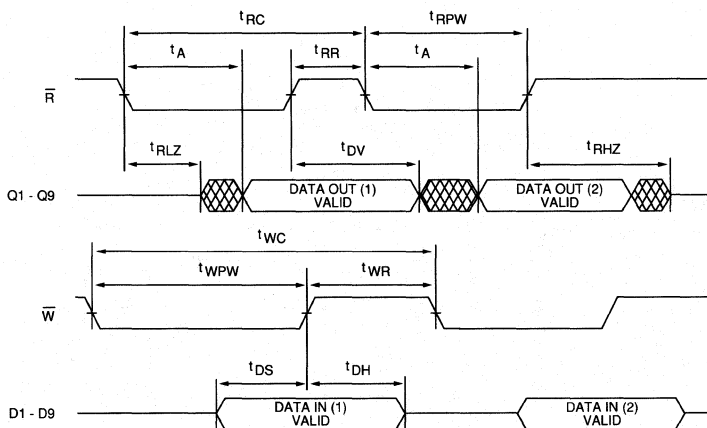 tRC tRPW
tA tRR tA
R
tRLZ tDV tRHZ
Q1 - Q9 DATA OUT (1) VALID DATA OUT (2) VALID
tWC
tWPW tWR
W
tDS tDH
D1 - D9 DATA IN (1) VALID DATA IN (2) VALID